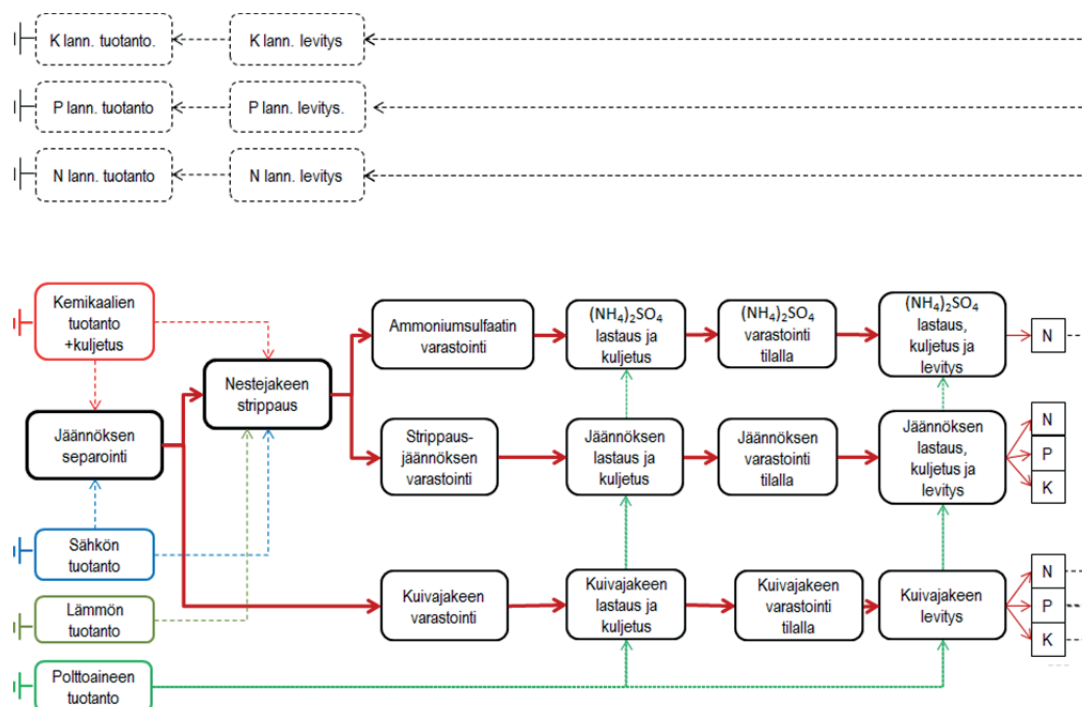 K lann. tuotanto.
K lann. levitys
P lann. tuotanto
P lann. levitys.
N lann. tuotanto
N lann. levitys
Kemikaalien
tuotanto
+kuljetus
Nestejakeen
strippaus
Jäännöksen
separointi
Sähkön
tuotanto
Lämmön
tuotanto
Polttoaineen
tuotanto
Ammoniumsulfaatin
varastointi
(NH₄)₂SO₄
lastaus ja
kuljetus
(NH₄)₂SO₄
varastointi
tilalla
(NH₄)₂SO₄
lastaus,
kuljetus ja
levitys
N
Strippaus-
jäännöksen
varastointi
Jäännöksen
lastaus ja
kuljetus
Jäännöksen
varastointi
tilalla
Jäännöksen
lastaus,
kuljetus ja
levitys
N
P
K
Kuivajakeen
varastointi
Kuivajakeen
lastaus ja
kuljetus
Kuivajakeen
varastointi
tilalla
Kuivajakeen
levitys
N
P
K